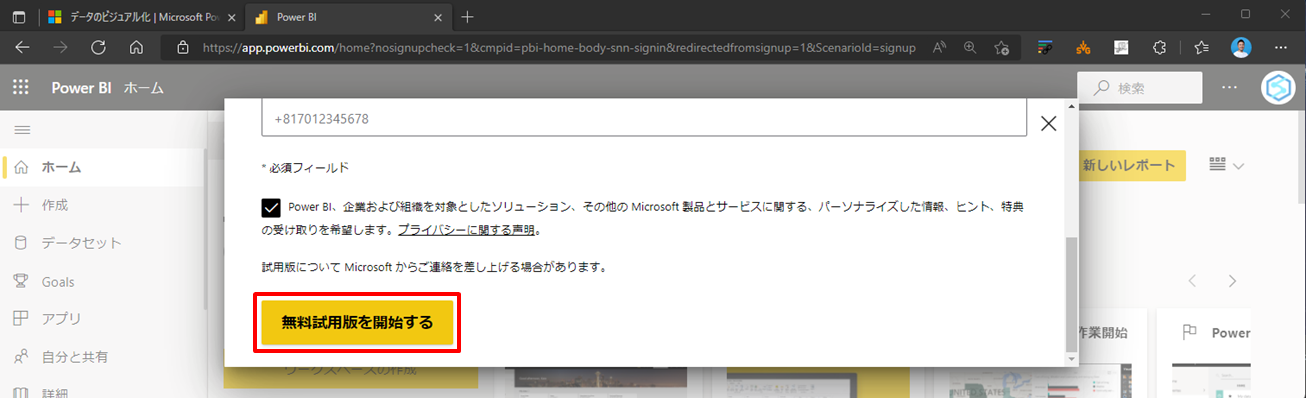 データのビジュアル化 | Microsoft Po
Power BI
https://app.powerbi.com/home?nosignupcheck=1&cmpid=pbi-home-body-snn-signin&redirectedfromsignup=1&ScenarioId=signup
Power BI ホーム
検索
+817012345678
* 必須フィールド
ホーム
新しいレポート
作成
Power BI、企業および組織を対象としたソリューション、その他の Microsoft 製品とサービスに関する、パーソナライズした情報、ヒント、特典
の受け取りを希望します。プライバシーに関する声明。
データセット
試用版について Microsoft からご連絡を差し上げる場合があります。
Goals
無料試用版を開始する
アプリ
作業開始
Power
自分と共有
ワークスペースの作成
詳細
UNITED STATES